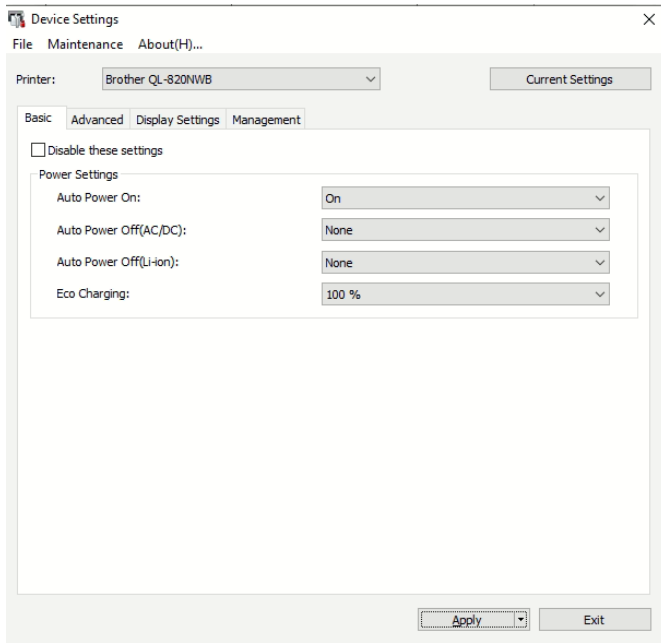 Device Settings
File Maintenance About(H)...
Printer: Brother QL-820NWB Current Settings
Basic Advanced Display Settings Management
Disable these settings
Power Settings
Auto Power On: On
Auto Power Off(AC/DC): None
Auto Power Off(Li-ion): None
Eco Charging: 100 %
Apply Exit